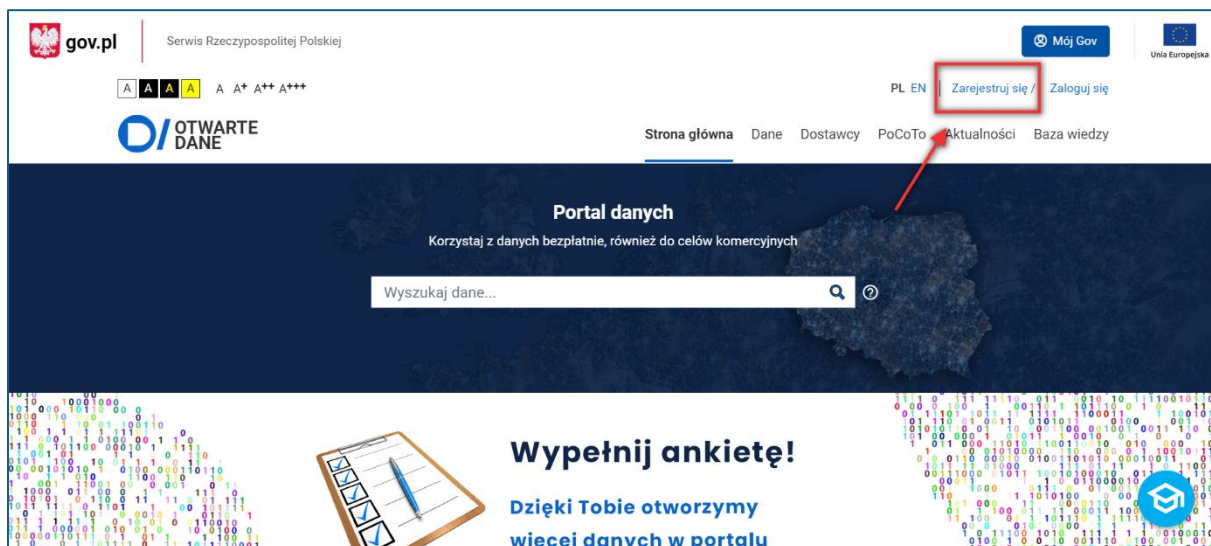 gov.pl
Serwis Rzeczypospolitej Polskiej
Mój Gov
Unia Europejska
A A A A A A+ A++ A+++
PL EN | Zarejestruj się / Zaloguj się
OTWARTE
DANE
Strona główna Dane Dostawcy PoCoTo Aktualności Baza wiedzy
Portal danych
Korzystaj z danych bezpłatnie, również do celów komercyjnych
Wyszukaj dane...
Wypełnij ankietę!
Dzięki Tobie otworzymy
więcej danych w portalu